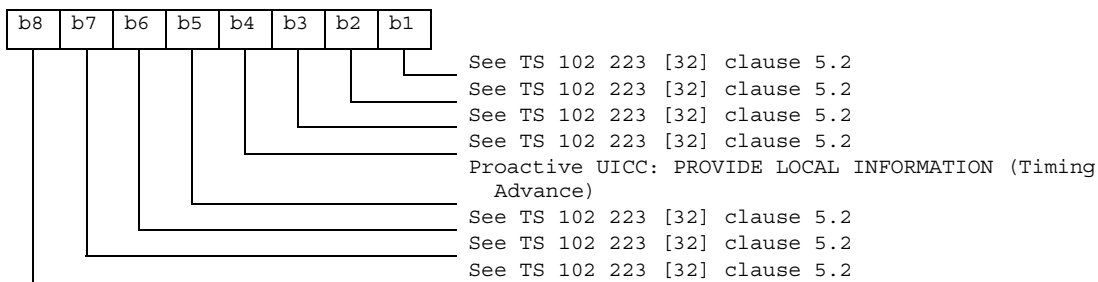 b8 b7 b6 b5 b4 b3 b2 b1
See TS 102 223 [32] clause 5.2
See TS 102 223 [32] clause 5.2
See TS 102 223 [32] clause 5.2
See TS 102 223 [32] clause 5.2
Proactive UICC: PROVIDE LOCAL INFORMATION (Timing
Advance)
See TS 102 223 [32] clause 5.2
See TS 102 223 [32] clause 5.2
See TS 102 223 [32] clause 5.2